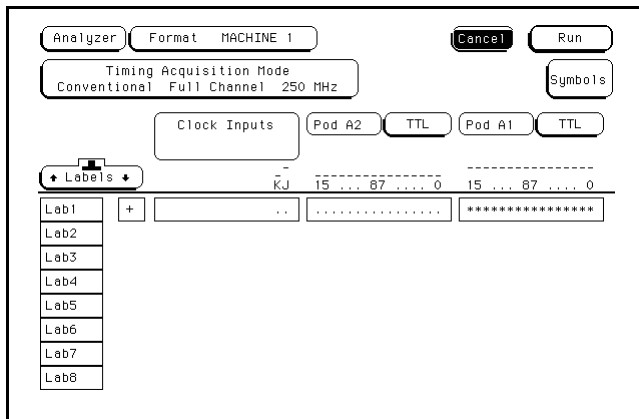 Analyzer Format MACHINE 1 Cancel Run
Timing Acquisition Mode
Conventional Full Channel 250 MHz
Symbols
Clock Inputs Pod A2 TTL Pod A1 TTL
↑ Labels ↓
KJ 15 ... 87 .... 0 15 ... 87 .... 0
Lab1 + .. ................ ****************
Lab2
Lab3
Lab4
Lab5
Lab6
Lab7
Lab8